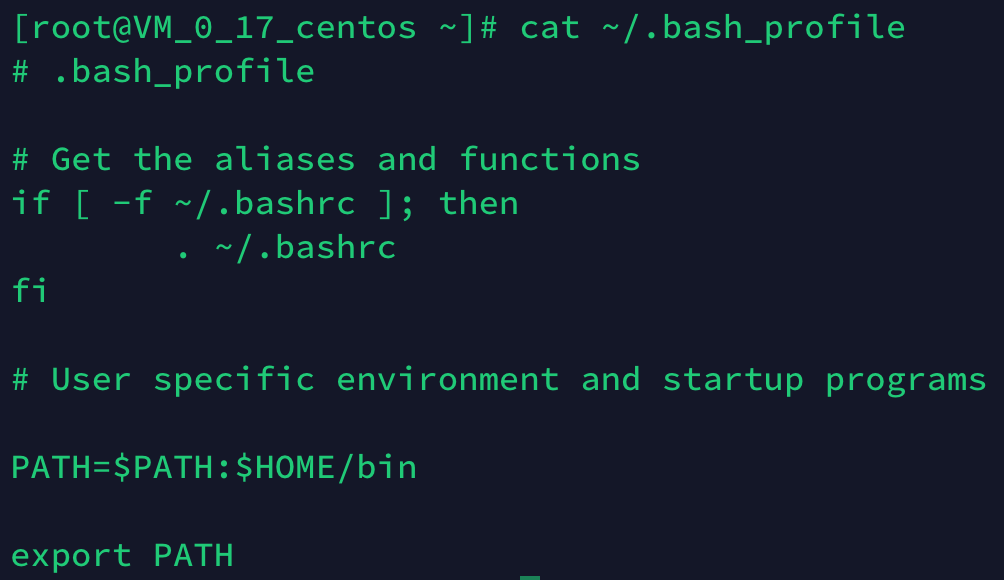 [root@VM_0_17_centos ~]# cat ~/.bash_profile
# .bash_profile

# Get the aliases and functions
if [ -f ~/.bashrc ]; then
        . ~/.bashrc
fi

# User specific environment and startup programs

PATH=$PATH:$HOME/bin

export PATH